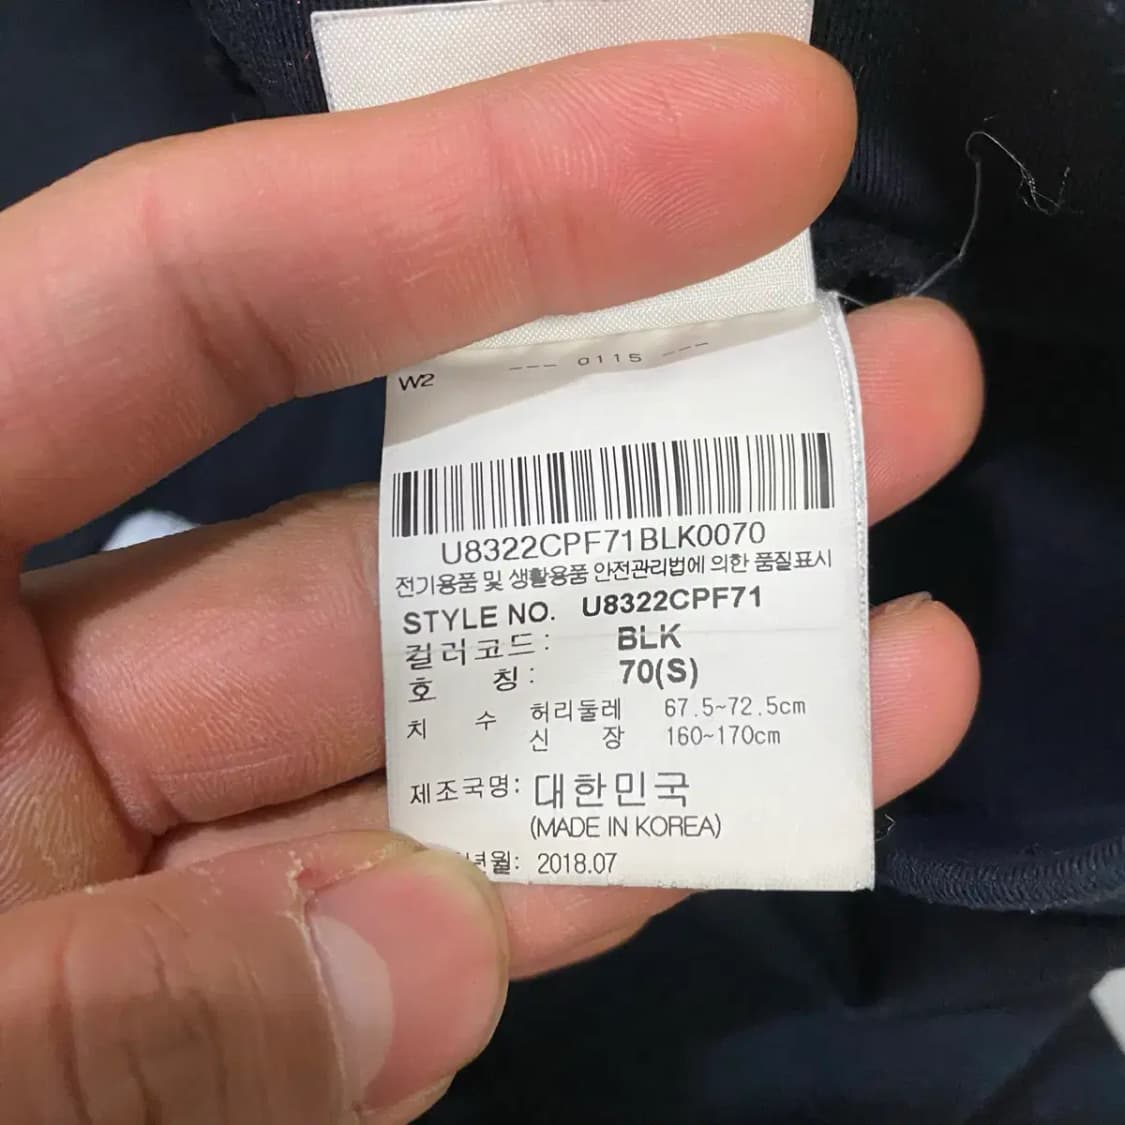 W2
--- 0115 ---
U8322CPF71BLK0070
전기용품 및 생활용품 안전관리법에 의한 품질표시
STYLE NO. U8322CPF71
컬러코드: BLK
호 칭: 70(S)
치 수 허리둘레 67.5~72.5cm
신 장 160~170cm
제조국명: 대한민국
(MADE IN KOREA)
년월: 2018.07